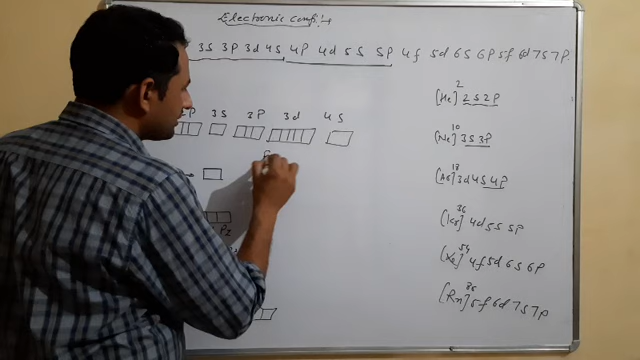 Electronic conf:→
3S 3P 3d 4S 4P 4d 5S 5P 4f 5d 6S 6P 5f 6d 7S 7P.
P 3S 3P 3d 4S
[He]² 2S 2P
[Ne]¹⁰ 3S 3P
[Ar]¹⁸ 3d 4S 4P
[Kr]³⁶ 4d 5S 5P
[Xe]⁵⁴ 4f 5d 6S 6P
[Rn]⁸⁶ 5f 6d 7S 7P
Pz